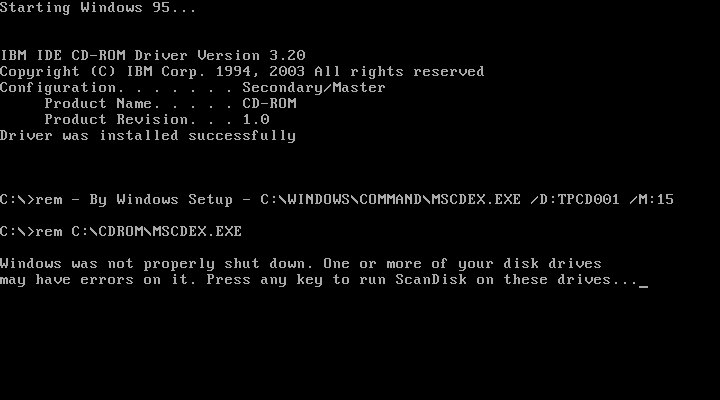 Starting Windows 95...
IBM IDE CD-ROM Driver Version 3.20
Copyright (C) IBM Corp. 1994, 2003 All rights reserved
Configuration. . . . . . . Secondary/Master
Product Name. . . . . CD-ROM
Product Revision. . . 1.0
Driver was installed successfully
C:\>rem - By Windows Setup - C:\WINDOWS\COMMAND\MSCDEX.EXE /D:TPCD001 /M:15
C:\>rem C:\CDROM\MSCDEX.EXE
Windows was not properly shut down. One or more of your disk drives
may have errors on it. Press any key to run ScanDisk on these drives..._